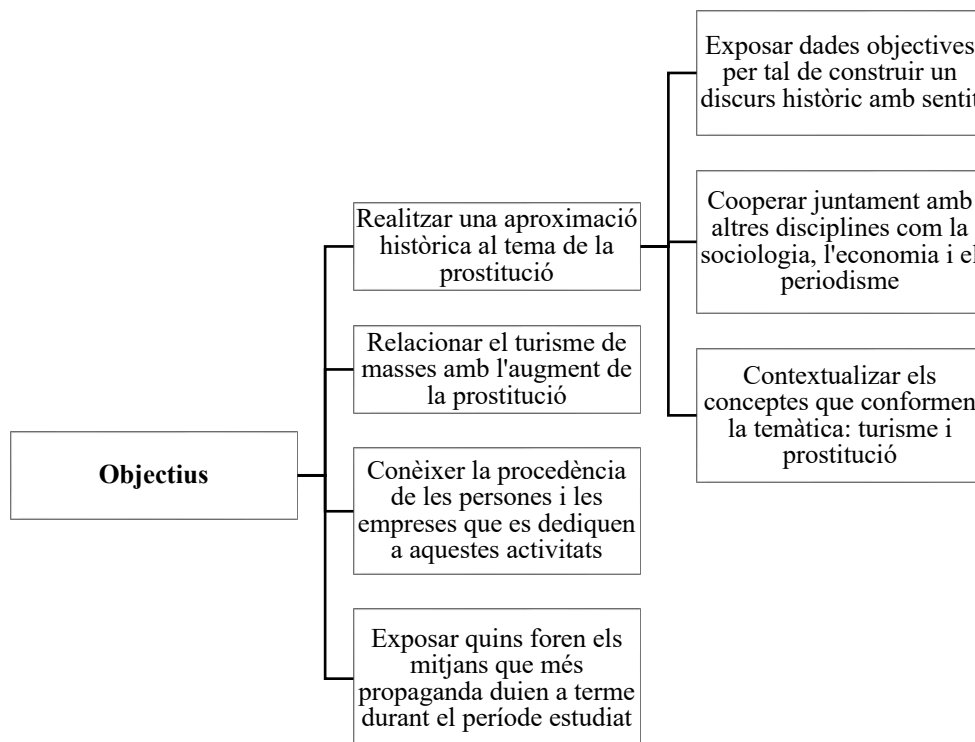 Objectius
Realitzar una aproximació
històrica al tema de la
prostitució
Exposar dades objectives
per tal de construir un
discurs històric amb sentit
Cooperar juntament amb
altres disciplines com la
sociologia, l'economia i el
periodisme
Contextualizar els
conceptes que conformen
la temàtica: turisme i
prostitució
Relacionar el turisme de
masses amb l'augment de
la prostitució
Conèixer la procedència
de les persones i les
empreses que es dediquen
a aquestes activitats
Exposar quins foren els
mitjans que més
propaganda duien a terme
durant el període estudiat